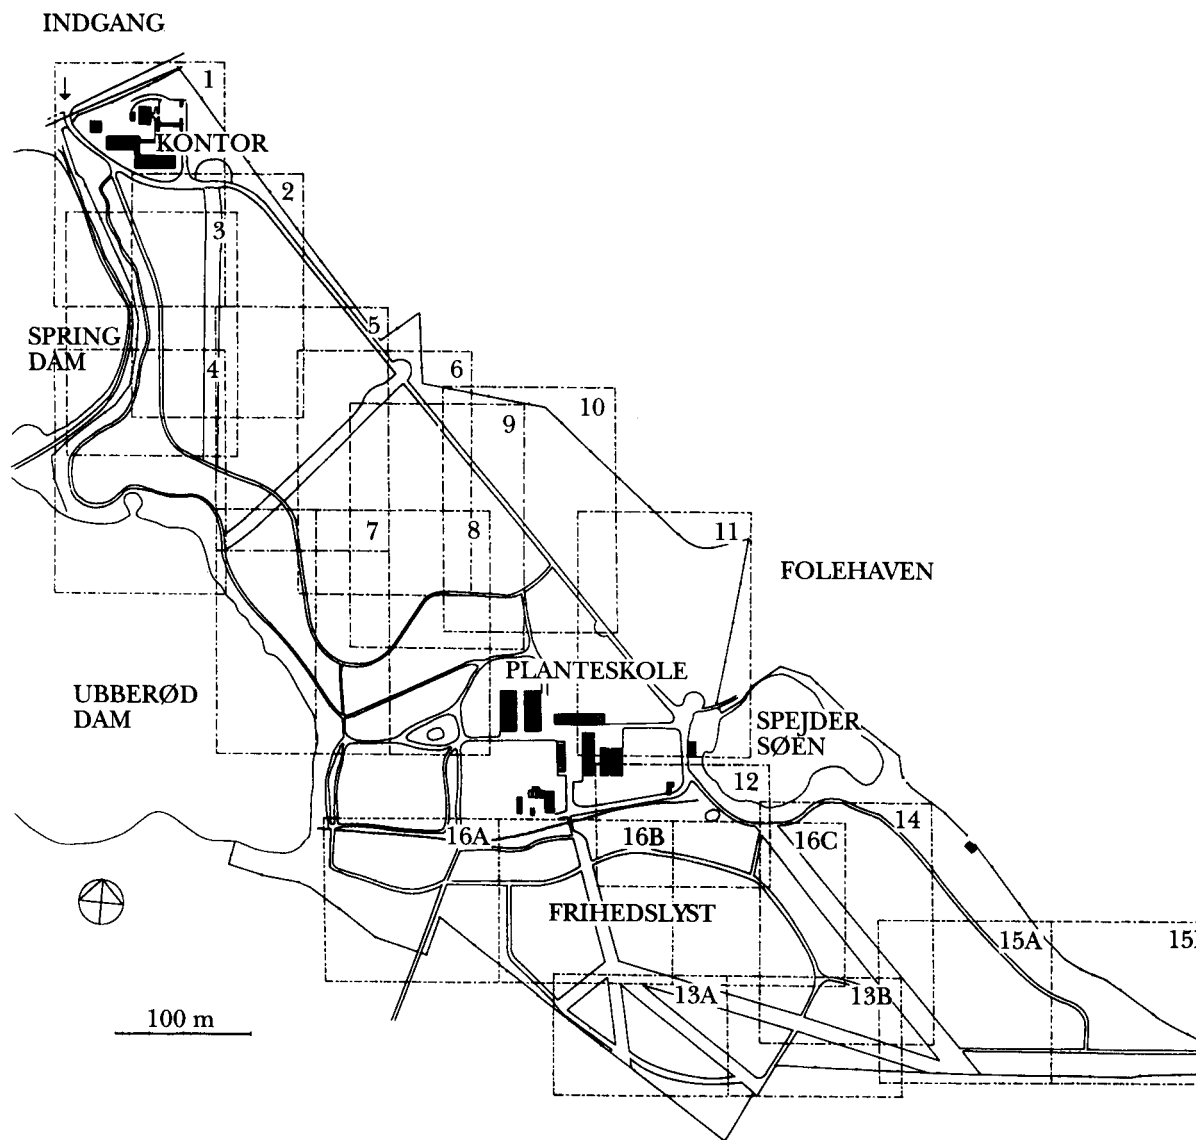 INDGANG
1
KONTOR
2
3
SPRING
DAM
5
4
6
10
9
7
8
11
FOLEHAVEN
PLANTESKOLE
UBBERØD
DAM
SPEJDER
SØEN
12
14
16A
16B
16C
FRIHEDSLYST
15A
13A
13B
100 m